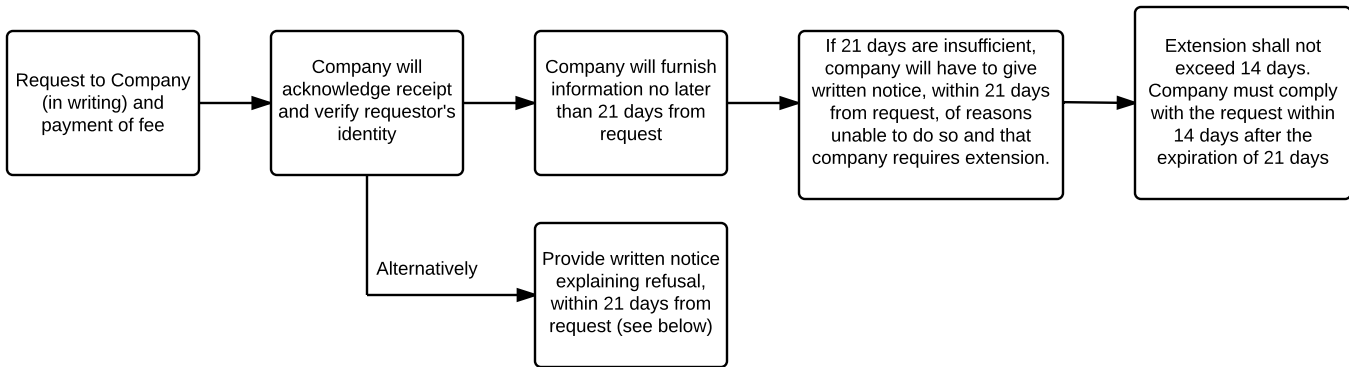 Request to Company
(in writing) and
payment of fee
Company will
acknowledge receipt
and verify requestor's
identity
Company will furnish
information no later
than 21 days from
request
If 21 days are insufficient,
company will have to give
written notice, within 21 days
from request, of reasons
unable to do so and that
company requires extension.
Extension shall not
exceed 14 days.
Company must comply
with the request within
14 days after the
expiration of 21 days
Alternatively
Provide written notice
explaining refusal,
within 21 days from
request (see below)